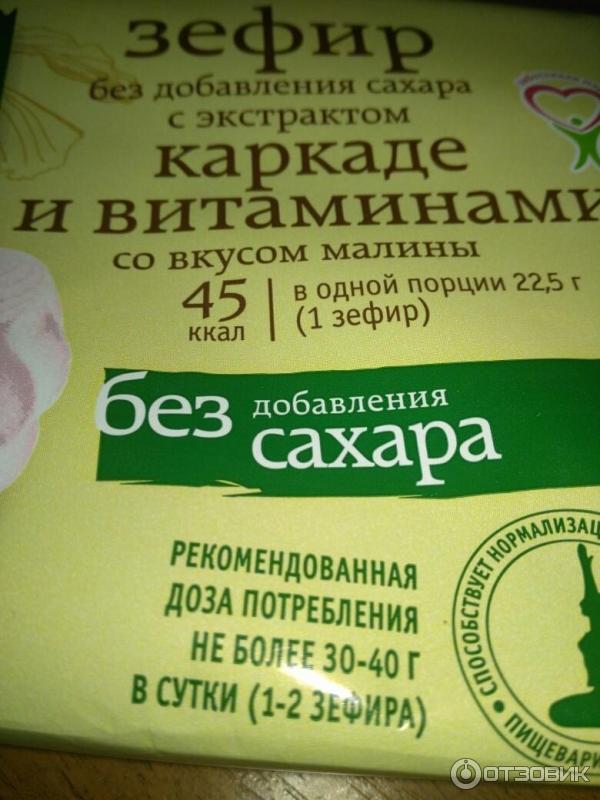 зефир
без добавления сахара
с экстрактом
каркаде
и витаминами
со вкусом малины
45
ккал
в одной порции 22,5 г
(1 зефир)
без добавления
сахара
РЕКОМЕНДОВАННАЯ
ДОЗА ПОТРЕБЛЕНИЯ
НЕ БОЛЕЕ 30-40 Г
В СУТКИ (1-2 ЗЕФИРА)
• СПОСОБСТВУЕТ НОРМАЛИЗАЦ
ПИЩЕВАРИ
ОТЗОВИК